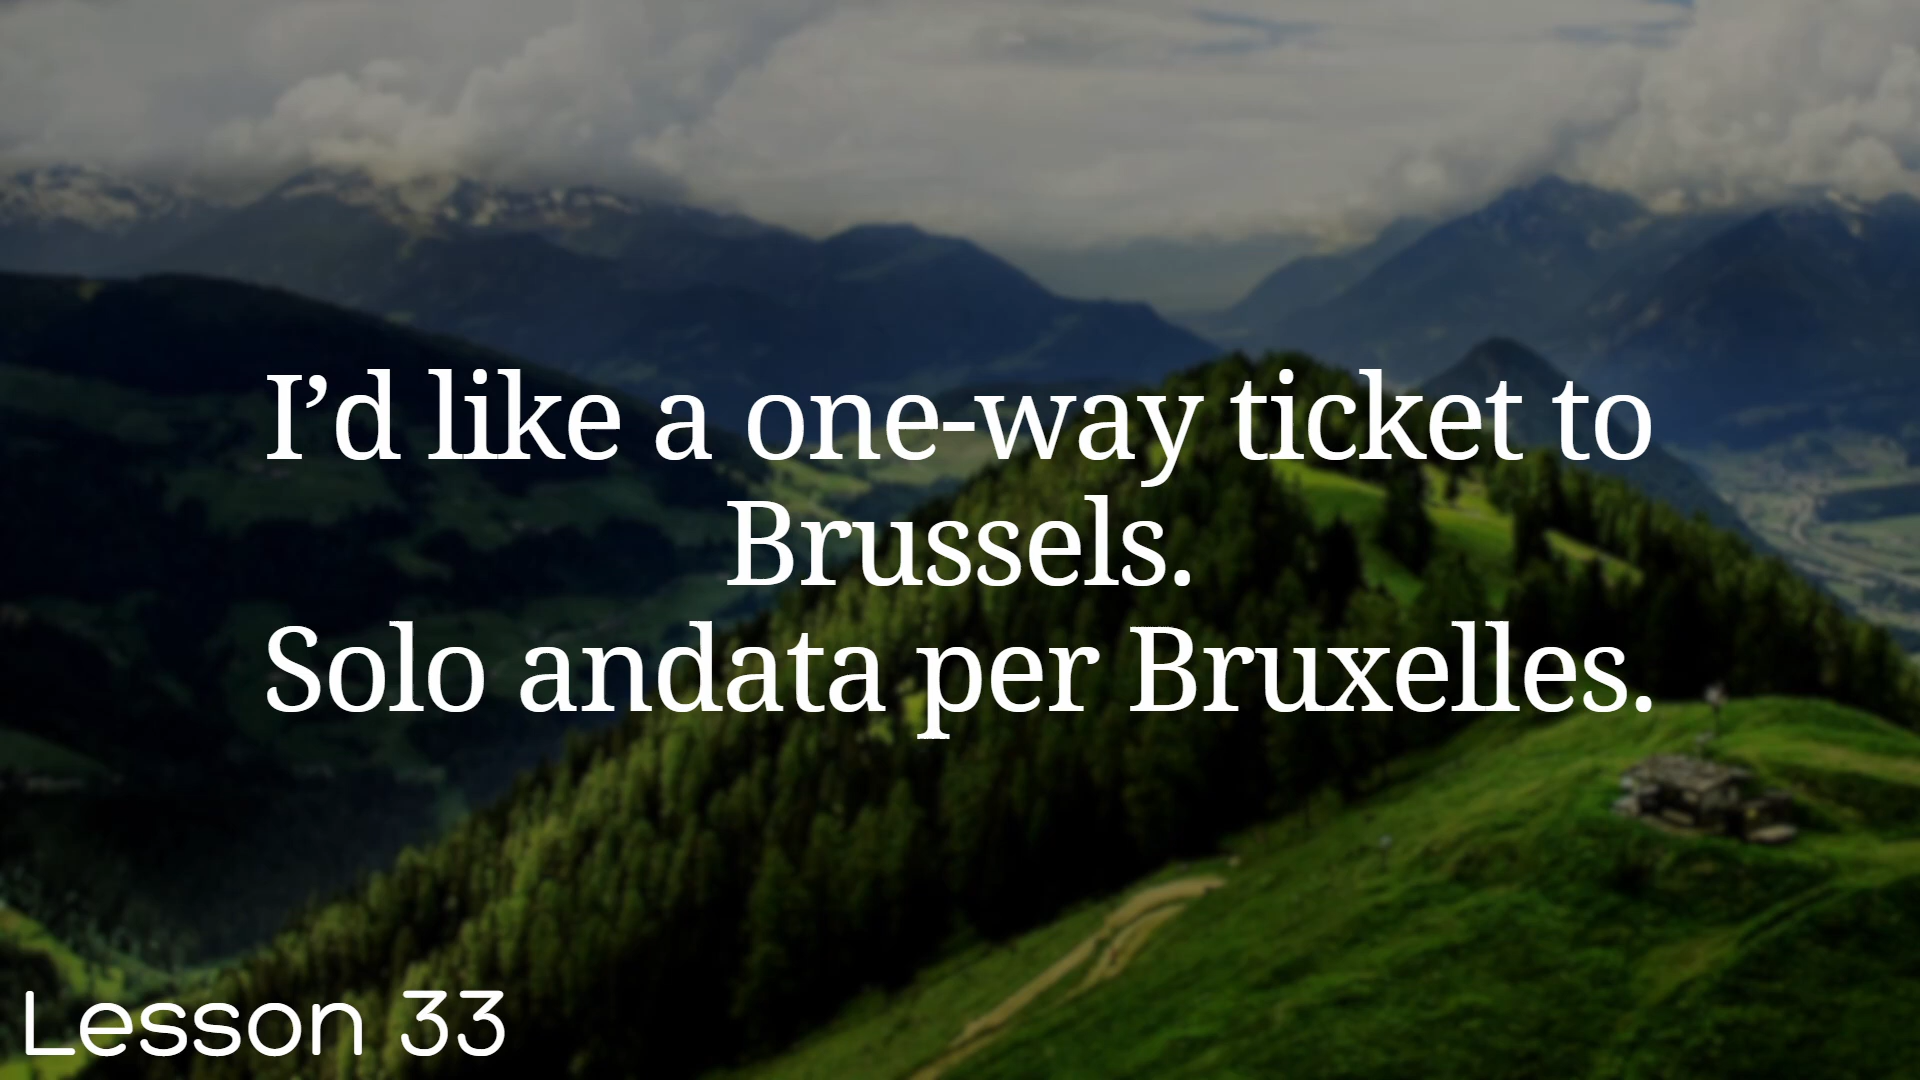 I’d like a one-way ticket to
Brussels.
Solo andata per Bruxelles.
Lesson 33